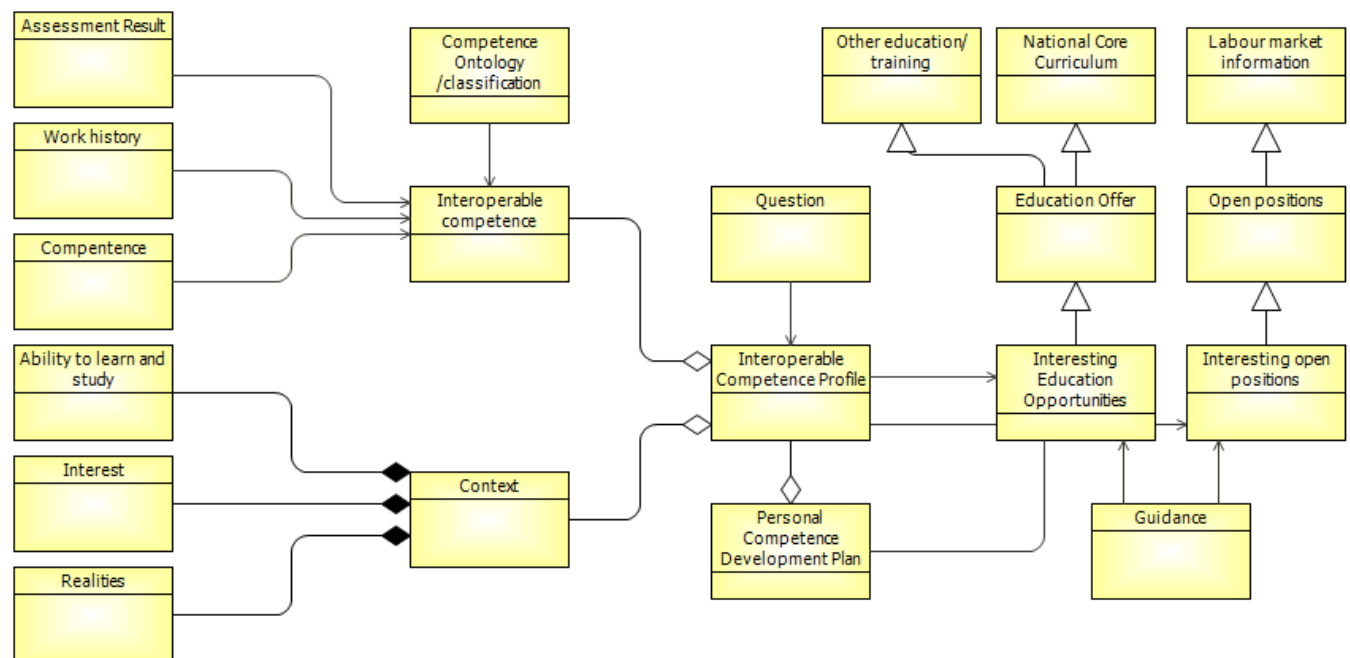 Assessment Result
Competence
Ontology
/classification
Other education/
training
National Core
Curriculum
Labour market
information
Work history
Interoperable
competence
Question
Education Offer
Open positions
Compentence
Ability to learn and
study
Interoperable
Competence Profile
Interesting
Education
Opportunities
Interesting open
positions
Interest
Context
Personal
Competence
Development Plan
Guidance
Realities